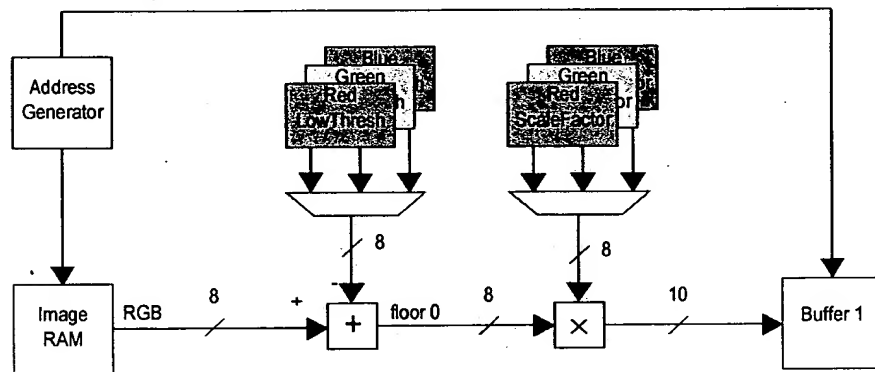 Address
Generator
Blue
Green
Red
LowThresh
Blue
Green
Red
ScaleFactor
8
8
-
Image
RAM
RGB
8
+
+
floor 0
8
×
10
Buffer 1